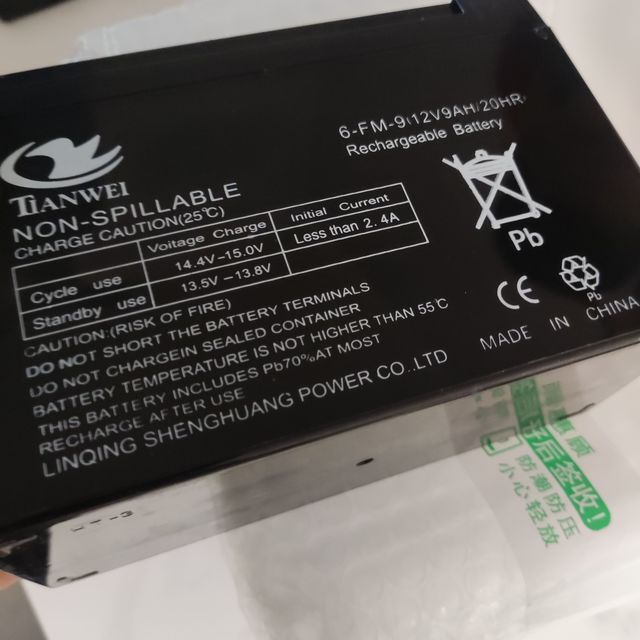 6-FM-9(12V9AH/20HR)
Rechargeable Battery
TIANWEI
NON-SPILLABLE
CHARGE CAUTION(25℃)
Voltage Charge
Initial Current
Cycle use
14.4V-15.0V
Less than 2.4A
Standby use
13.5V-13.8V
CAUTION:(RISK OF FIRE)
DO NOT SHORT THE BATTERY TERMINALS
DO NOT CHARGEIN SEALED CONTAINER
BATTERY TEMPERATURE IS NOT HIGHER THAN 55℃
THIS BATTERY INCLUDES Pb70%AT MOST
RECHARGE AFTER USE
LINQING SHENGHUANG POWER CO.,LTD
Pb
CE
Pb
MADE IN CHINA
后签收!
防潮防压
小心轻放